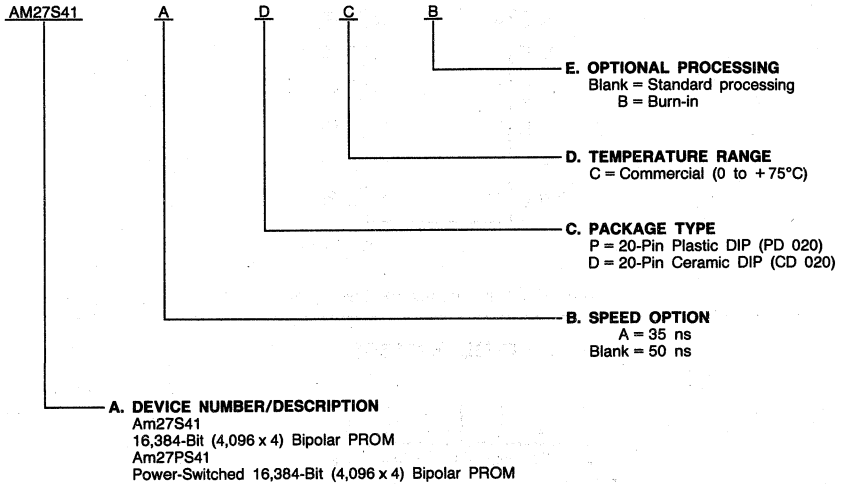 AM27S41 A D C B
E. OPTIONAL PROCESSING
Blank = Standard processing
B = Burn-in
D. TEMPERATURE RANGE
C = Commercial (0 to +75°C)
C. PACKAGE TYPE
P = 20-Pin Plastic DIP (PD 020)
D = 20-Pin Ceramic DIP (CD 020)
B. SPEED OPTION
A = 35 ns
Blank = 50 ns
A. DEVICE NUMBER/DESCRIPTION
Am27S41
16,384-Bit (4,096 x 4) Bipolar PROM
Am27PS41
Power-Switched 16,384-Bit (4,096 x 4) Bipolar PROM